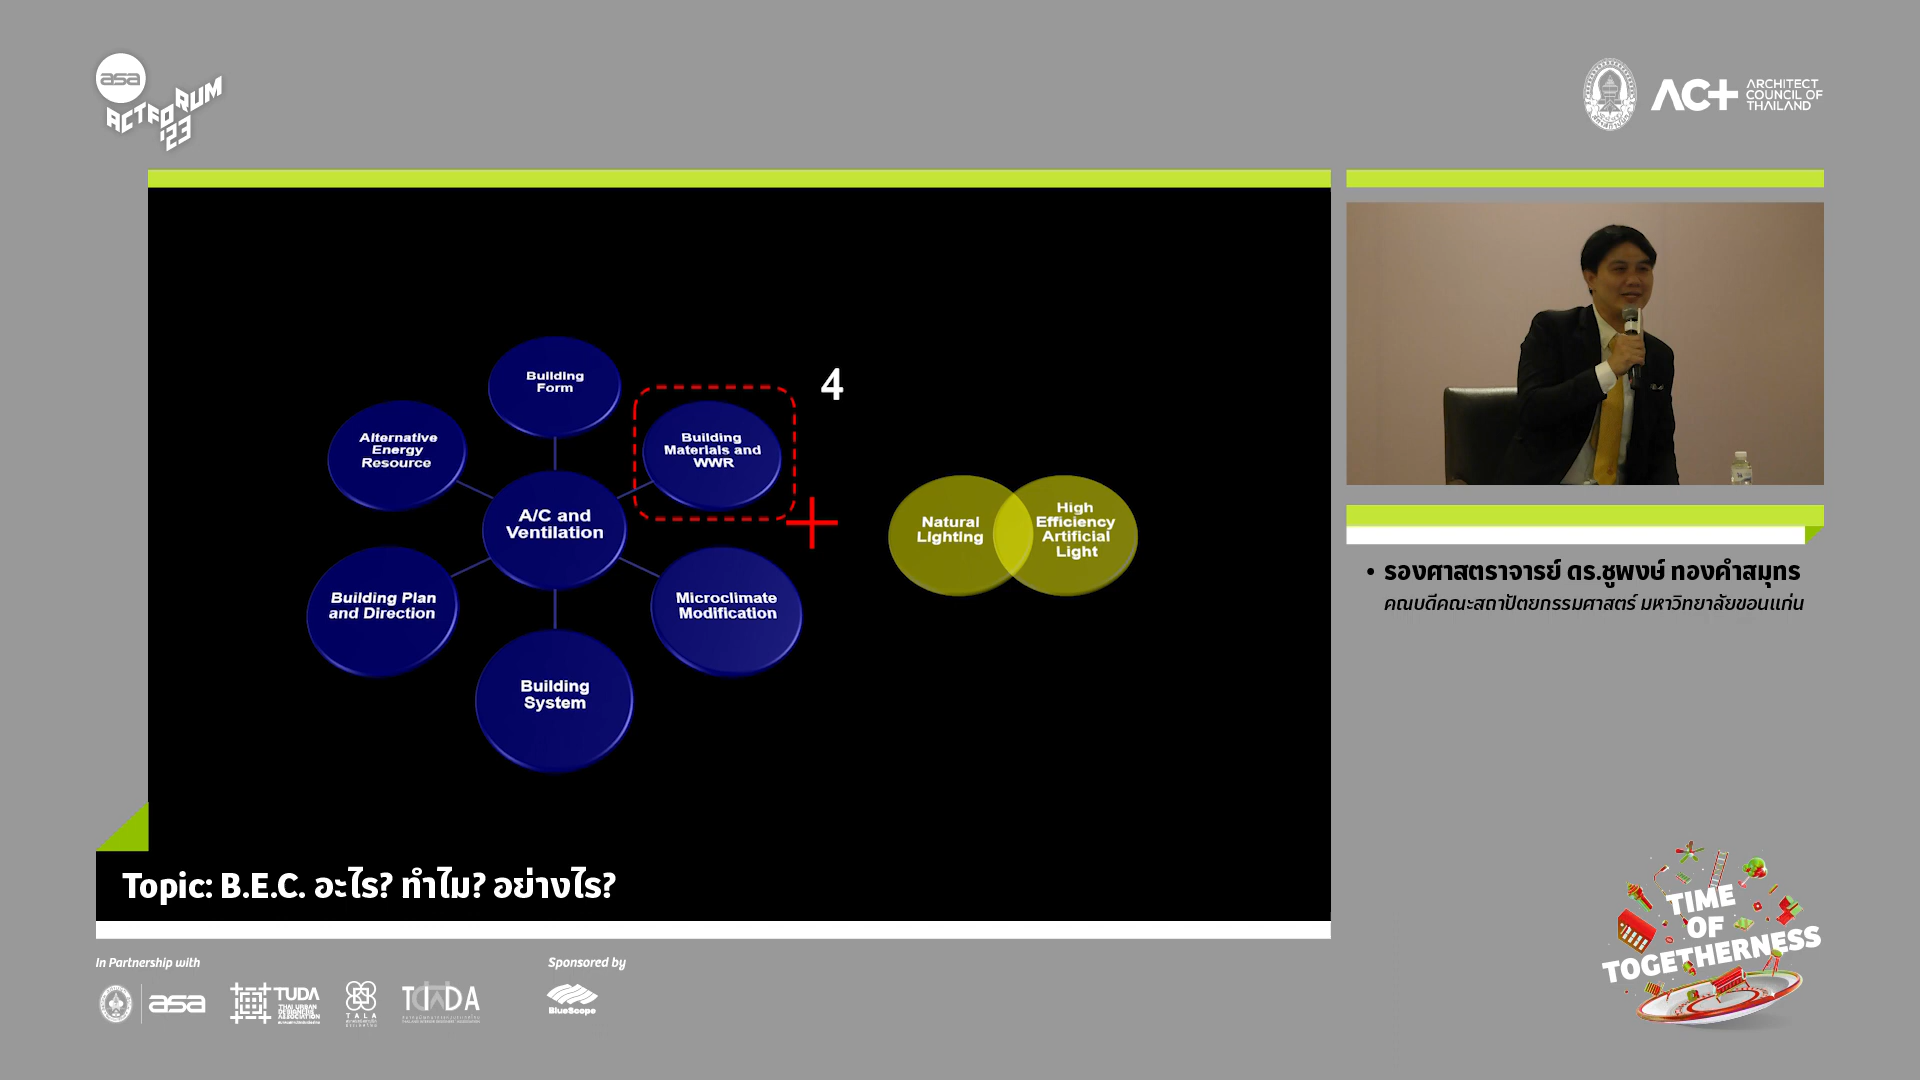 asa
ACTFORUM
'23
ACT
ARCHITECT
COUNCIL OF
THAILAND
Building
Form
4
Alternative
Energy
Resource
Building
Materials and
WWR
A/C and
Ventilation
Natural
Lighting
High
Efficiency
Artificial
Light
Building Plan
and Direction
Microclimate
Modification
Building
System
• รองศาสตราจารย์ ดร.ชูพงษ์ ทองคำสมุทร
คณบดีคณะสถาปัตยกรรมศาสตร์ มหาวิทยาลัยขอนแก่น
Topic: B.E.C. อะไร? ทำไม? อย่างไร?
TIME
OF
TOGETHERNESS
In Partnership with
Sponsored by
asa
TUDA
THAI URBAN
DESIGNERS
ASSOCIATION
TALA
TIDA
BlueScope